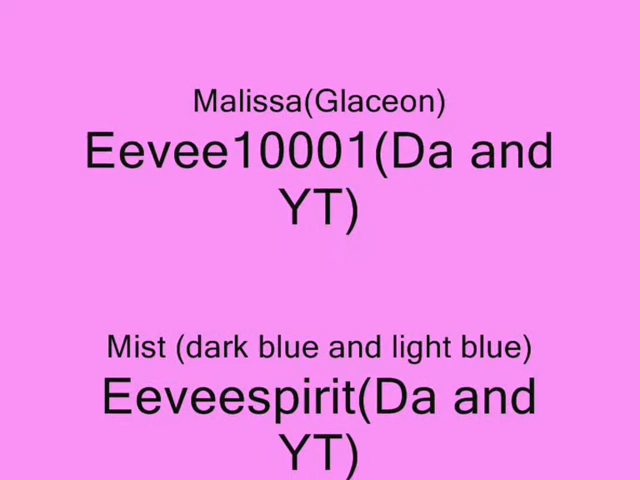 Malissa(Glaceon)
Eevee10001(Da and
YT)
Mist (dark blue and light blue)
Eeveespirit(Da and
YT)